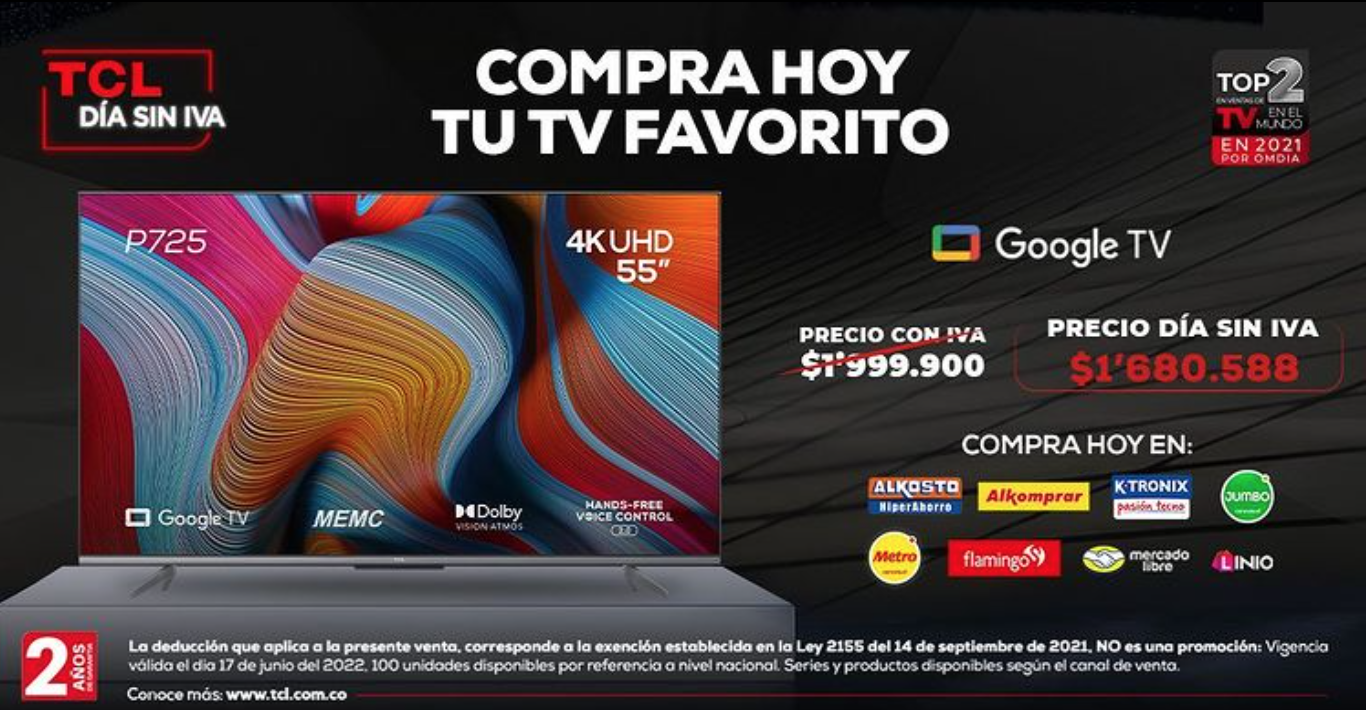 TCL
DÍA SIN IVA
COMPRA HOY
TU TV FAVORITO
TOP 2
EN VENTAS DE
TV EN EL
MUNDO
EN 2021
POR OMDIA
P725
4K UHD
55"
Google TV
MEMC
Dolby
VISION·ATMOS
HANDS-FREE
VOICE CONTROL
Google TV
PRECIO CON IVA
$1'999.900
PRECIO DÍA SIN IVA
$1'680.588
COMPRA HOY EN:
ALKOSTO
HiperAhorro
Alkomprar
K·TRONIX
pasión tecno
JUMBO
Metro
flamingo
mercado
libre
LINIO
2 AÑOS
DE GARANTÍA
La deducción que aplica a la presente venta, corresponde a la exención establecida en la Ley 2155 del 14 de septiembre de 2021, NO es una promoción: Vigencia
válida el dia 17 de junio del 2022, 100 unidades disponibles por referencia a nivel nacional. Series y productos disponibles según el canal de venta.
Conoce más: www.tcl.com.co